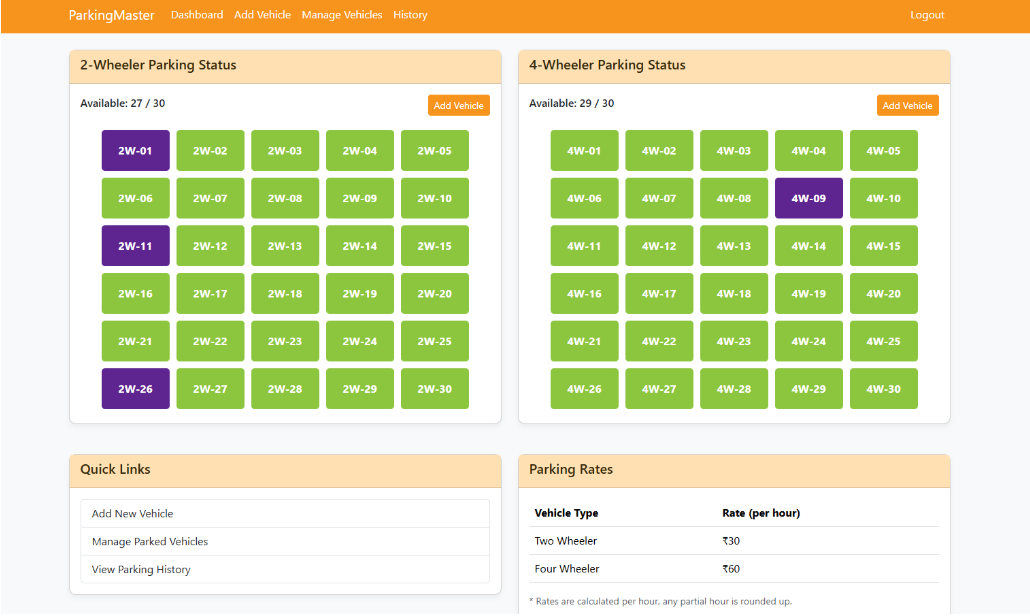 ParkingMaster Dashboard Add Vehicle Manage Vehicles History Logout
2-Wheeler Parking Status
Available: 27 / 30 Add Vehicle
2W-01 2W-02 2W-03 2W-04 2W-05
2W-06 2W-07 2W-08 2W-09 2W-10
2W-11 2W-12 2W-13 2W-14 2W-15
2W-16 2W-17 2W-18 2W-19 2W-20
2W-21 2W-22 2W-23 2W-24 2W-25
2W-26 2W-27 2W-28 2W-29 2W-30
4-Wheeler Parking Status
Available: 29 / 30 Add Vehicle
4W-01 4W-02 4W-03 4W-04 4W-05
4W-06 4W-07 4W-08 4W-09 4W-10
4W-11 4W-12 4W-13 4W-14 4W-15
4W-16 4W-17 4W-18 4W-19 4W-20
4W-21 4W-22 4W-23 4W-24 4W-25
4W-26 4W-27 4W-28 4W-29 4W-30
Quick Links
Add New Vehicle
Manage Parked Vehicles
View Parking History
Parking Rates
Vehicle Type Rate (per hour)
Two Wheeler ₹30
Four Wheeler ₹60
* Rates are calculated per hour, any partial hour is rounded up.